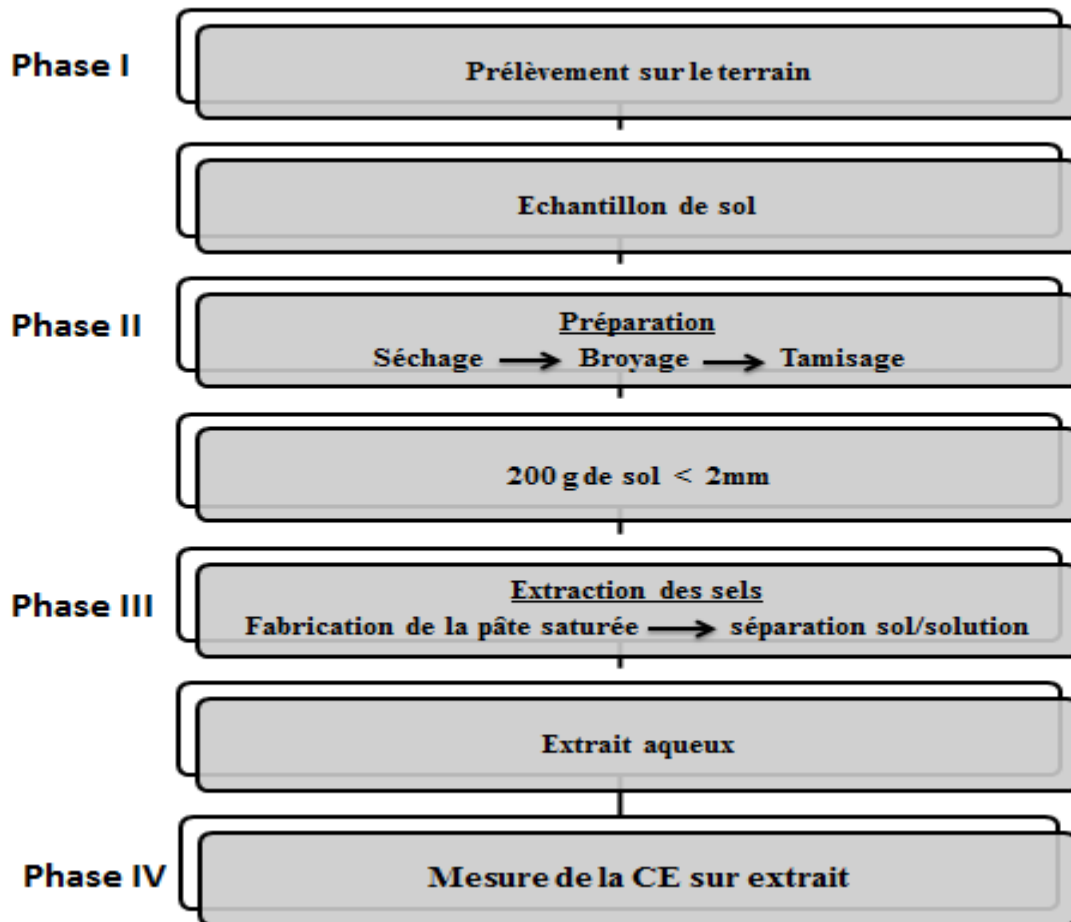 Phase I
Prélèvement sur le terrain
Echantillon de sol
Phase II
Préparation
Séchage → Broyage → Tamisage
200 g de sol < 2mm
Phase III
Extraction des sels
Fabrication de la pâte saturée → séparation sol/solution
Extrait aqueux
Phase IV
Mesure de la CE sur extrait